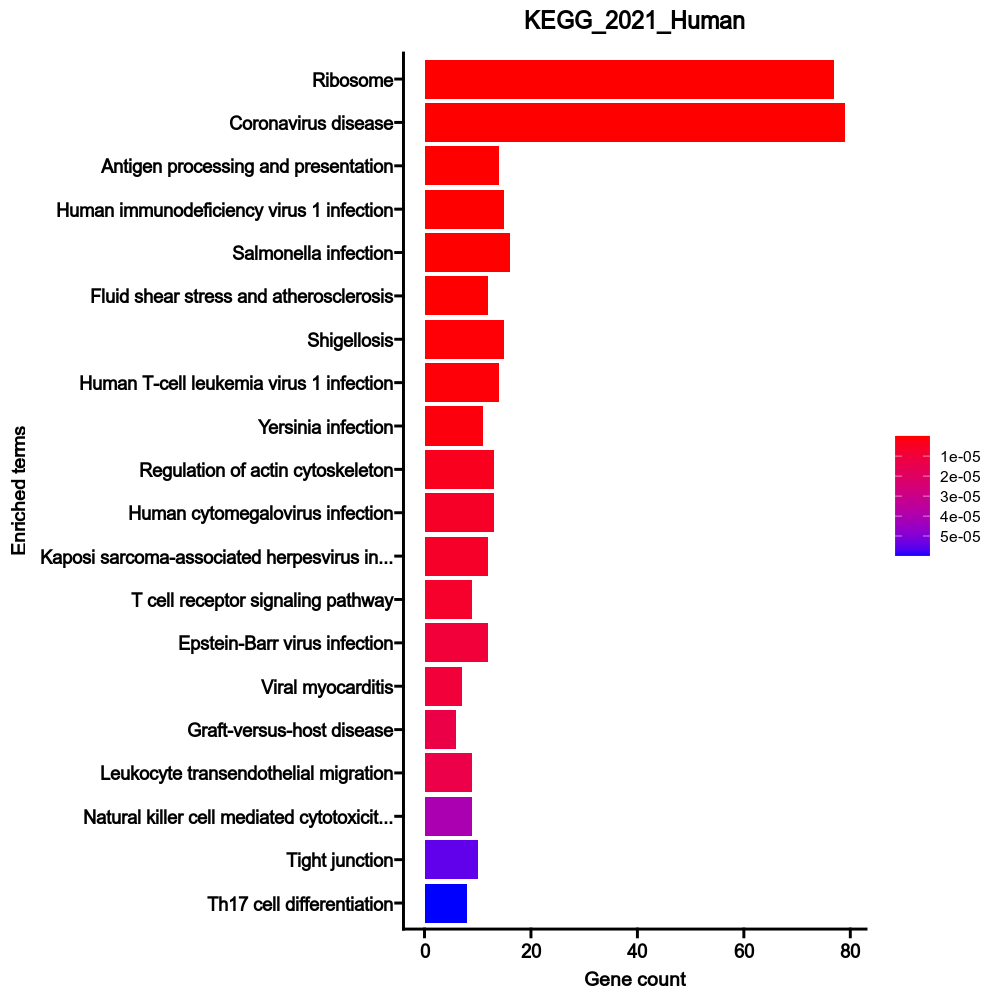 KEGG_2021_Human
Ribosome
Coronavirus disease
Antigen processing and presentation
Human immunodeficiency virus 1 infection
Salmonella infection
Fluid shear stress and atherosclerosis
Shigellosis
Human T-cell leukemia virus 1 infection
Yersinia infection
Regulation of actin cytoskeleton
Human cytomegalovirus infection
Kaposi sarcoma-associated herpesvirus in...
T cell receptor signaling pathway
Epstein-Barr virus infection
Viral myocarditis
Graft-versus-host disease
Leukocyte transendothelial migration
Natural killer cell mediated cytotoxicit...
Tight junction
Th17 cell differentiation
Enriched terms
0 20 40 60 80
Gene count
1e-05
2e-05
3e-05
4e-05
5e-05